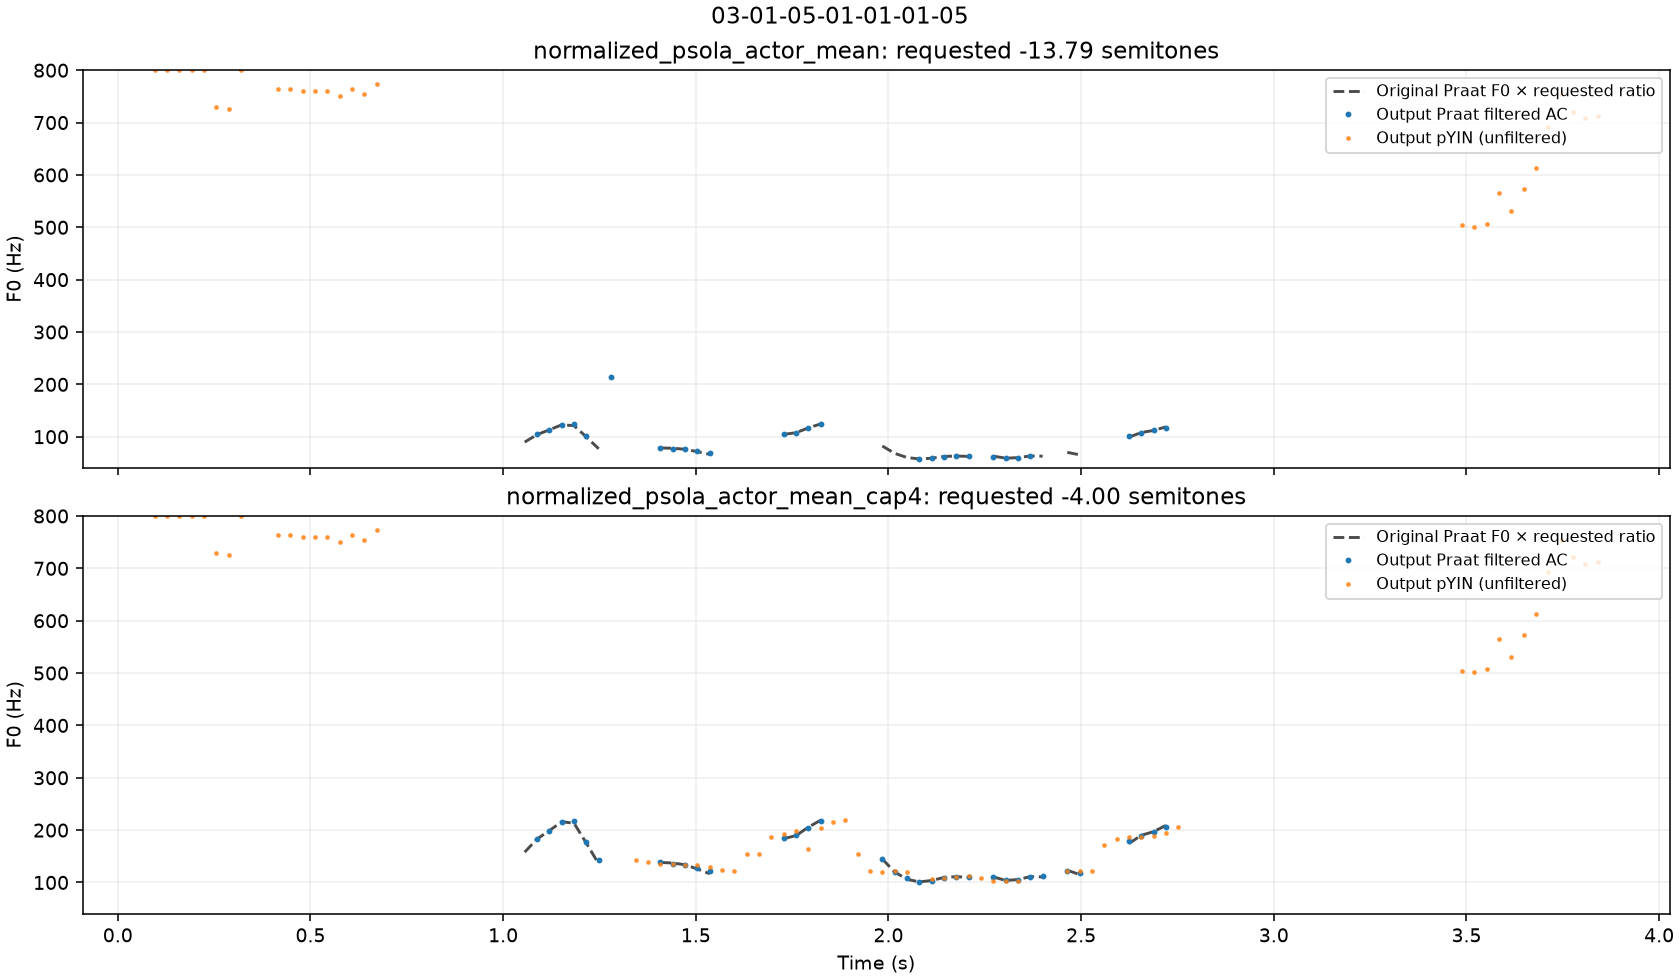 03-01-05-01-01-01-05
normalized_psola_actor_mean: requested -13.79 semitones
800
700
600
500
400
300
200
100
F0 (Hz)
Original Praat F0 × requested ratio
Output Praat filtered AC
Output pYIN (unfiltered)
normalized_psola_actor_mean_cap4: requested -4.00 semitones
800
700
600
500
400
300
200
100
F0 (Hz)
Original Praat F0 × requested ratio
Output Praat filtered AC
Output pYIN (unfiltered)
0.0 0.5 1.0 1.5 2.0 2.5 3.0 3.5 4.0
Time (s)